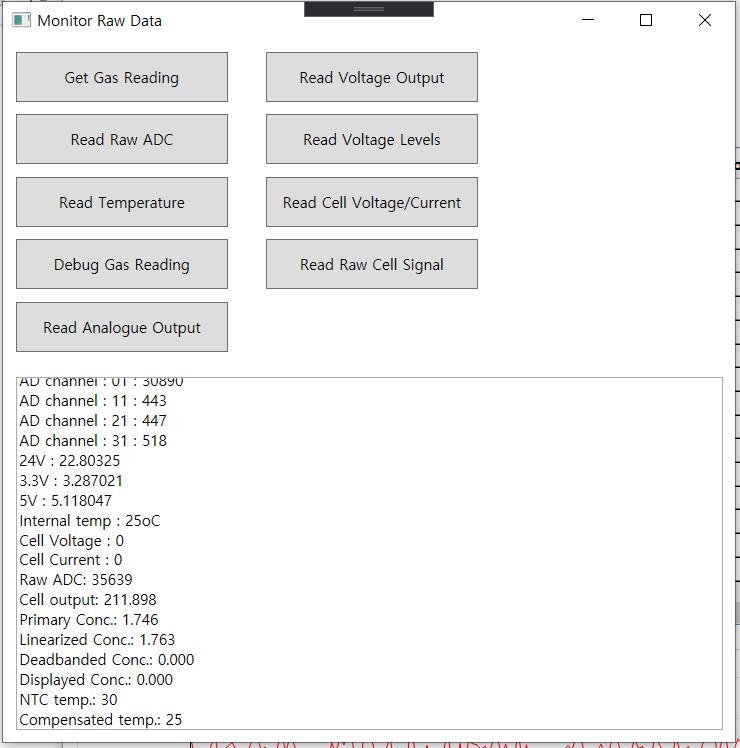 Monitor Raw Data
Get Gas Reading
Read Voltage Output
Read Raw ADC
Read Voltage Levels
Read Temperature
Read Cell Voltage/Current
Debug Gas Reading
Read Raw Cell Signal
Read Analogue Output
AD channel : 01 : 30890
AD channel : 11 : 443
AD channel : 21 : 447
AD channel : 31 : 518
24V : 22.80325
3.3V : 3.287021
5V : 5.118047
Internal temp : 25oC
Cell Voltage : 0
Cell Current : 0
Raw ADC: 35639
Cell output: 211.898
Primary Conc.: 1.746
Linearized Conc.: 1.763
Deadbanded Conc.: 0.000
Displayed Conc.: 0.000
NTC temp.: 30
Compensated temp.: 25